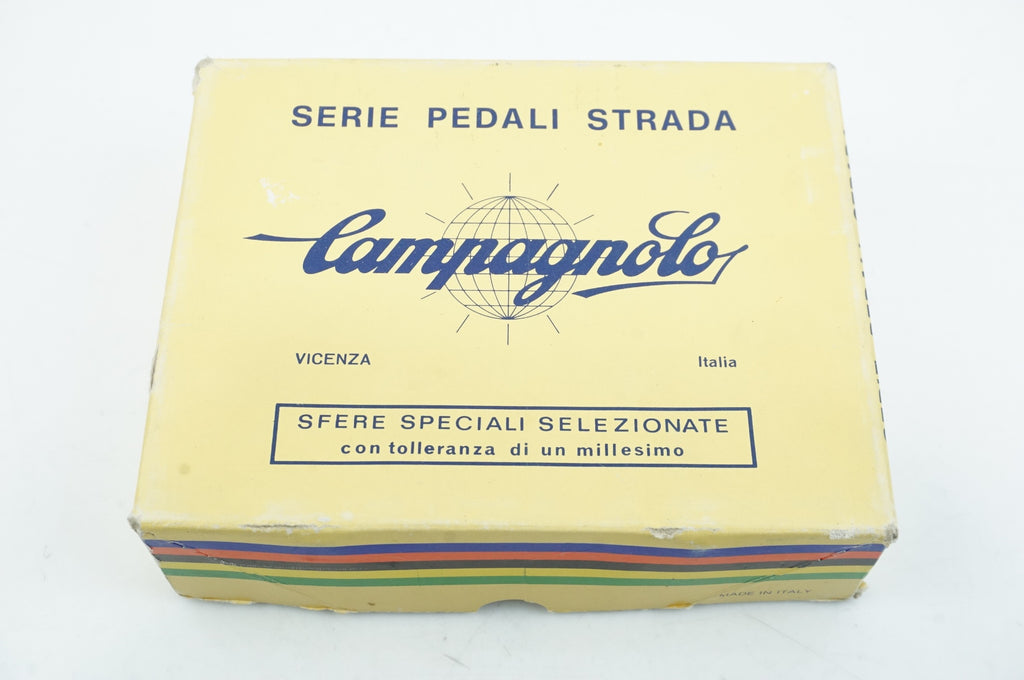 SERIE PEDALI STRADA
Campagnolo
VICENZA
Italia
SFERE SPECIALI SELEZIONATE
con tolleranza di un millesimo
MADE IN ITALY